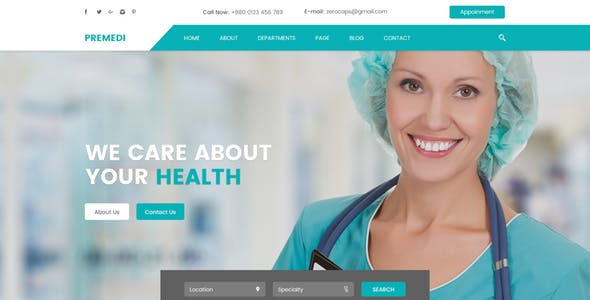 Call Now: +880 0123 456 789
E-mail: zerocaps@gmail.com
Appoinment
PREMEDI
HOME
ABOUT
DEPARTMENTS
PAGE
BLOG
CONTACT
WE CARE ABOUT
YOUR HEALTH
About Us
Contact Us
Location
Specialty
SEARCH